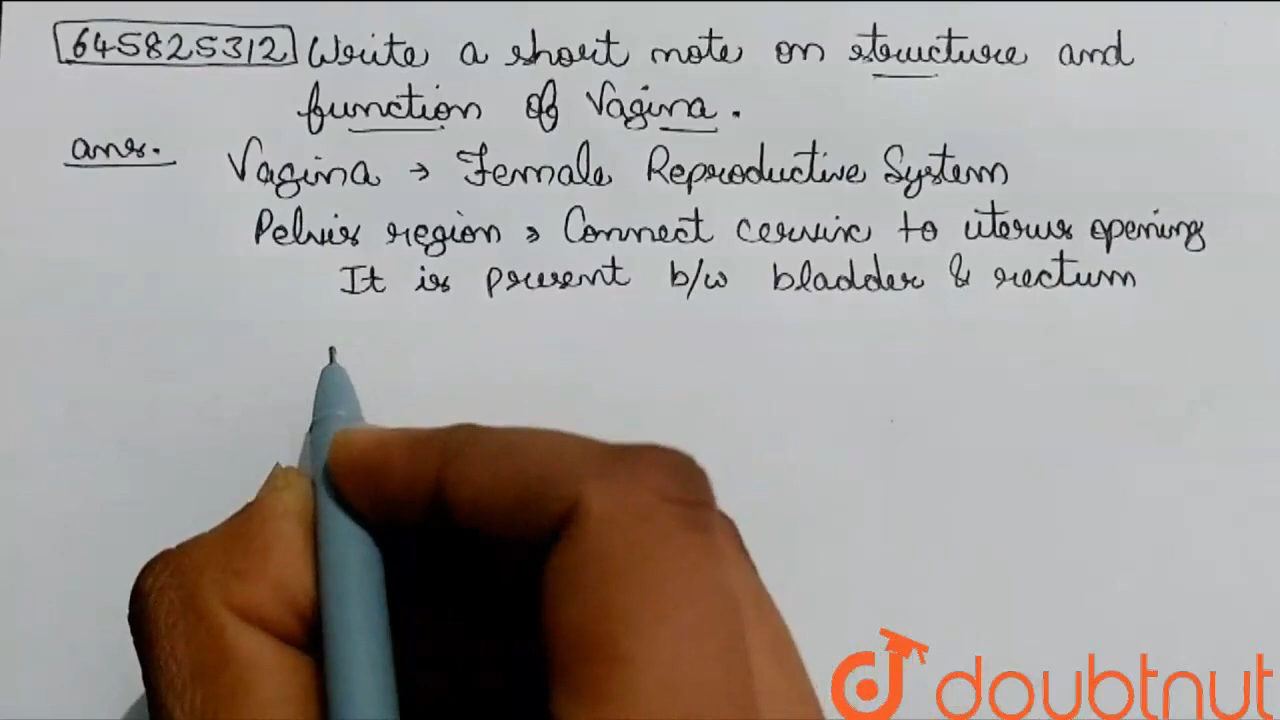 645825312 Write a short note on structure and
function of Vagina.
ans. Vagina → Female Reproductive System
Pelvis region → Connect cervix to uterus opening
It is present b/w bladder & rectum
doubtnut